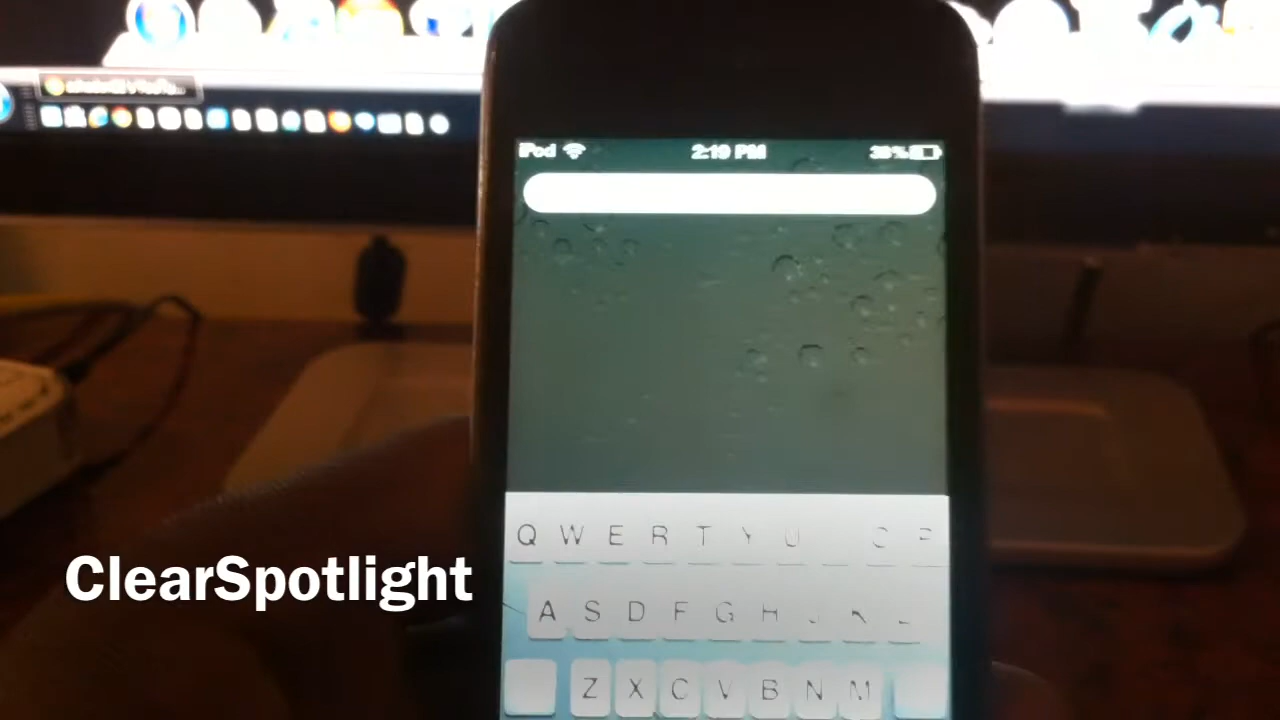 iPod 2:19 PM
Q W E R T Y U
A S D F G H
Z X C V B N M
ClearSpotlight